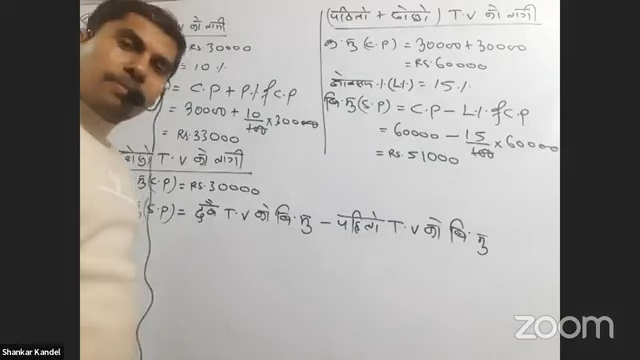 को लागी
RS.30000
= 10 %
= C.P + P.% of C.P
= 30000 + 10/100 × 30000
= RS.33000
दोस्रो T.V को लागी
मु (C.P) = RS.30000
(S.P) = दुवै T.V को बि.मु - पहिलो T.V को बि.मु
(पहिलो + दोस्रो) T.V को लागी
क्र.मु (C.P) = 30000 + 30000
= RS.60000
नोक्सान % (L%) = 15 %
बि.मु (S.P) = C.P - L% of C.P
= 60000 - 15/100 × 60000
= RS.51000
Shankar Kandel
zoom